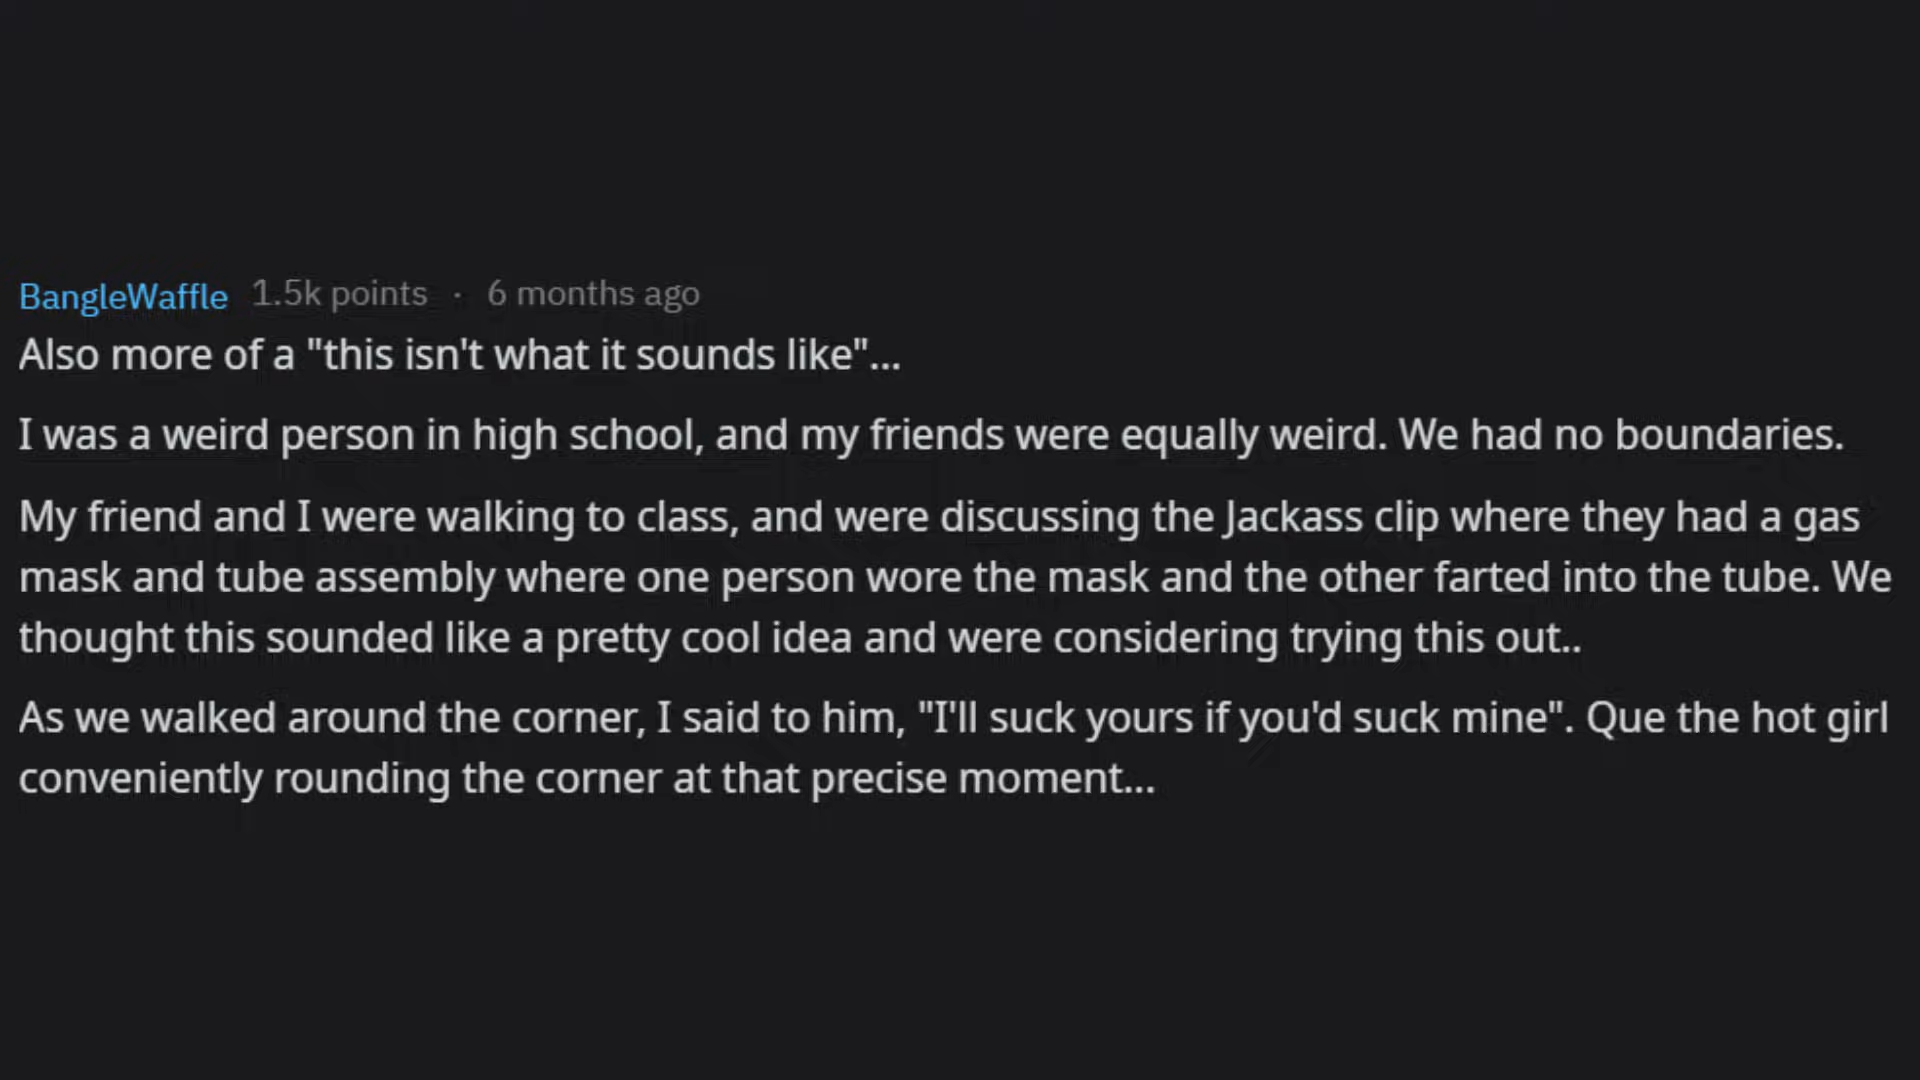 BangleWaffle 1.5k points · 6 months ago
Also more of a "this isn't what it sounds like"...
I was a weird person in high school, and my friends were equally weird. We had no boundaries.
My friend and I were walking to class, and were discussing the Jackass clip where they had a gas
mask and tube assembly where one person wore the mask and the other farted into the tube. We
thought this sounded like a pretty cool idea and were considering trying this out..
As we walked around the corner, I said to him, "I'll suck yours if you'd suck mine". Que the hot girl
conveniently rounding the corner at that precise moment...